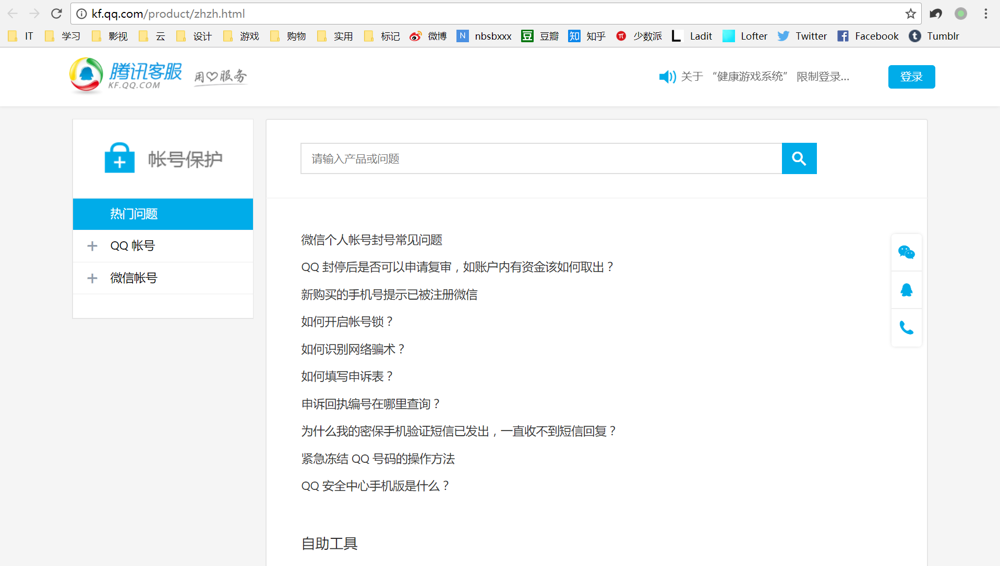 kf.qq.com/product/zhzh.html
IT 学习 影视 云 设计 游戏 购物 实用 标记 微博 N nbsbxxx 豆 豆瓣 知 知乎 π 少数派 L Ladit Lofter Twitter f Facebook t Tumblr
腾讯客服
KF.QQ.COM
用♡服务
关于 “健康游戏系统” 限制登录...
登录
帐号保护
热门问题
QQ 帐号
微信帐号
请输入产品或问题
微信个人帐号封号常见问题
QQ 封停后是否可以申请复审，如账户内有资金该如何取出？
新购买的手机号提示已被注册微信
如何开启帐号锁？
如何识别网络骗术？
如何填写申诉表？
申诉回执编号在哪里查询？
为什么我的密保手机验证短信已发出，一直收不到短信回复？
紧急冻结 QQ 号码的操作方法
QQ 安全中心手机版是什么？
自助工具